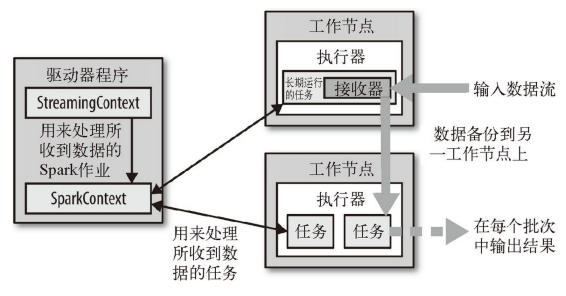 驱动器程序
StreamingContext
用来处理所
收到数据的
Spark作业
SparkContext
工作节点
执行器
长期运行
的任务
接收器
输入数据流
数据备份到另
一工作节点上
工作节点
执行器
任务
任务
用来处理
所收到数
据的任务
在每个批次
中输出结果